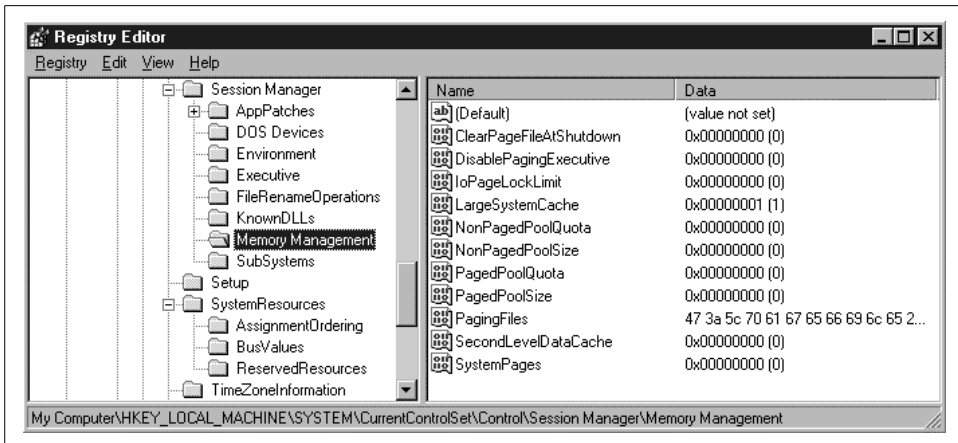 Registry Editor
Registry Edit View Help
Session Manager
AppPatches
DOS Devices
Environment
Executive
FileRenameOperations
KnownDLLs
Memory Management
SubSystems
Setup
SystemResources
AssignmentOrdering
BusValues
ReservedResources
TimeZoneInformation
Name Data
(Default) (value not set)
ClearPageFileAtShutdown 0x00000000 (0)
DisablePagingExecutive 0x00000000 (0)
IoPageLockLimit 0x00000000 (0)
LargeSystemCache 0x00000001 (1)
NonPagedPoolQuota 0x00000000 (0)
NonPagedPoolSize 0x00000000 (0)
PagedPoolQuota 0x00000000 (0)
PagedPoolSize 0x00000000 (0)
PagingFiles 47 3a 5c 70 61 67 65 66 69 6c 65 2...
SecondLevelDataCache 0x00000000 (0)
SystemPages 0x00000000 (0)
My Computer\HKEY_LOCAL_MACHINE\SYSTEM\CurrentControlSet\Control\Session Manager\Memory Management